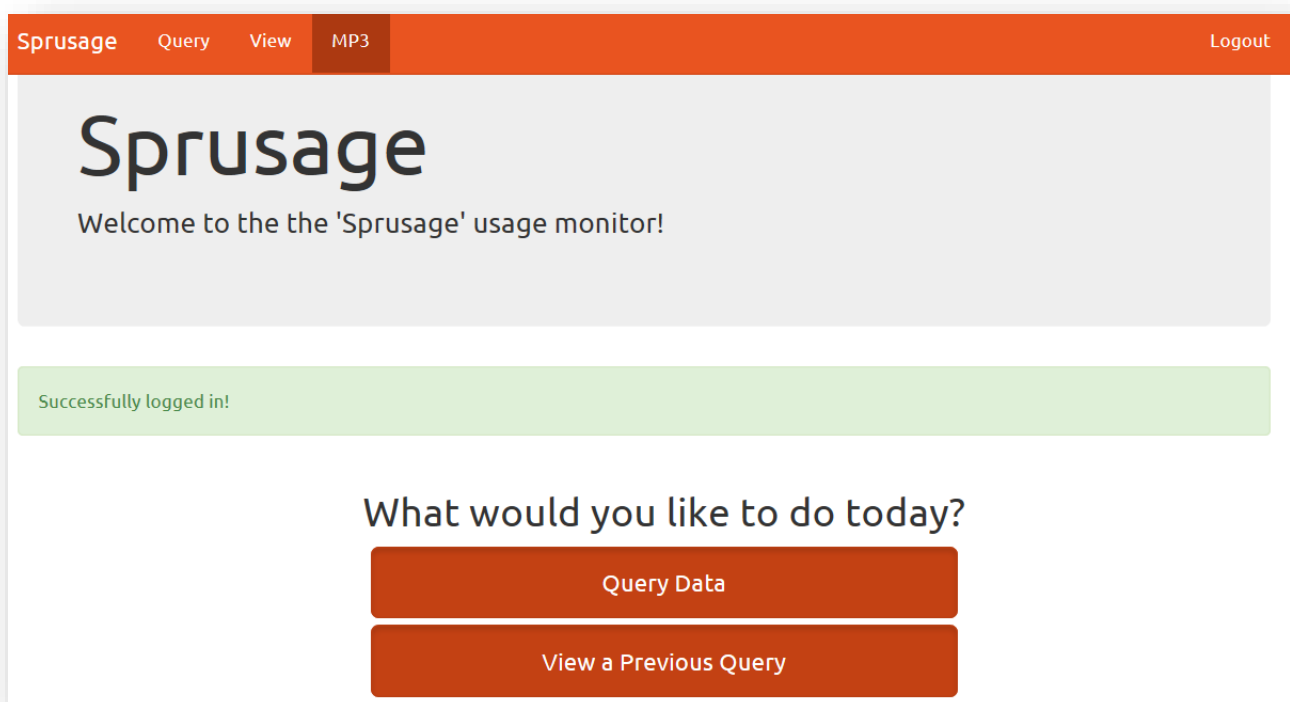 Sprusage Query View MP3 Logout
Sprusage
Welcome to the the 'Sprusage' usage monitor!
Successfully logged in!
What would you like to do today?
Query Data
View a Previous Query